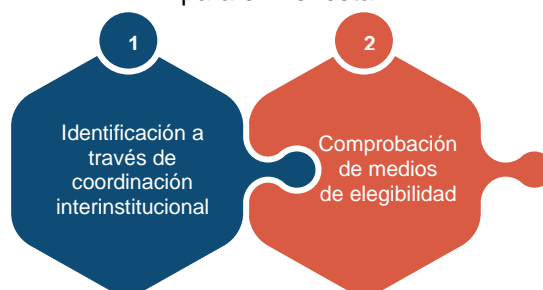 1
2
Identificación a
través de
coordinación
interinstitucional
Comprobación
de medios
de elegibilidad